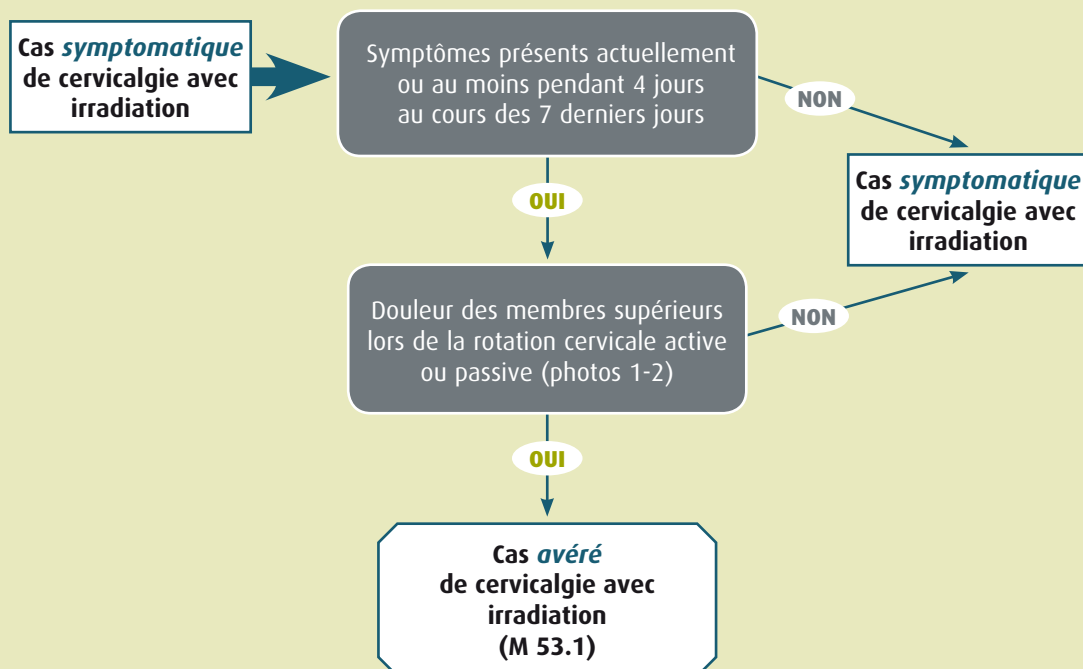 Cas symptomatique
de cervicalgie avec
irradiation
Symptômes présents actuellement
ou au moins pendant 4 jours
au cours des 7 derniers jours
NON
OUI
Cas symptomatique
de cervicalgie avec
irradiation
Douleur des membres supérieurs
lors de la rotation cervicale active
ou passive (photos 1-2)
NON
OUI
Cas avéré
de cervicalgie avec
irradiation
(M 53.1)